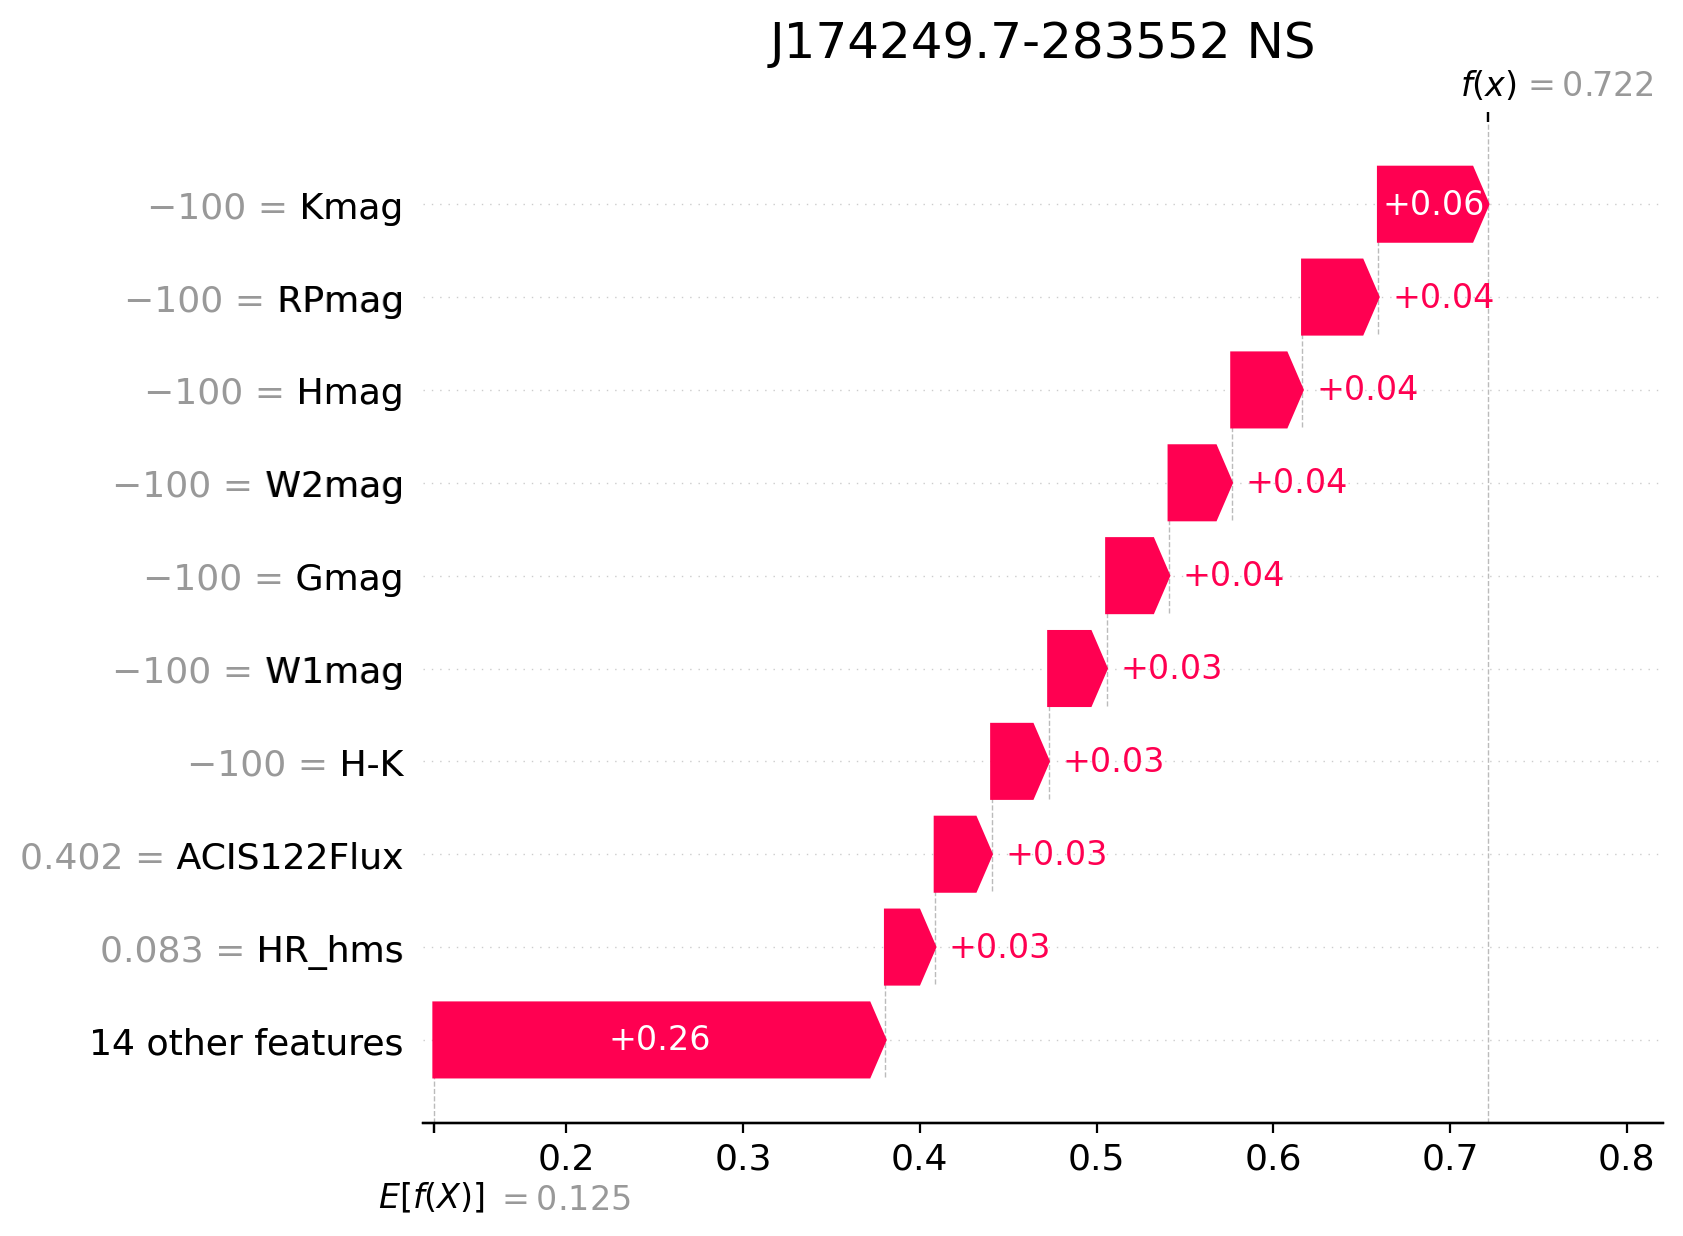 J174249.7-283552 NS
f(x) = 0.722
−100 = Kmag +0.06
−100 = RPmag +0.04
−100 = Hmag +0.04
−100 = W2mag +0.04
−100 = Gmag +0.04
−100 = W1mag +0.03
−100 = H-K +0.03
0.402 = ACIS122Flux +0.03
0.083 = HR_hms +0.03
14 other features +0.26
0.2 0.3 0.4 0.5 0.6 0.7 0.8
E[f(X)] = 0.125